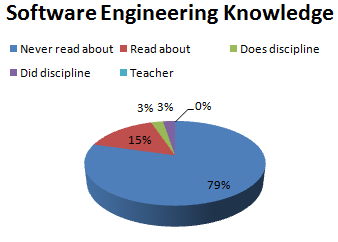 Software Engineering Knowledge
Never read about Read about Does discipline
Did discipline Teacher
3% 3% 0%
15%
79%